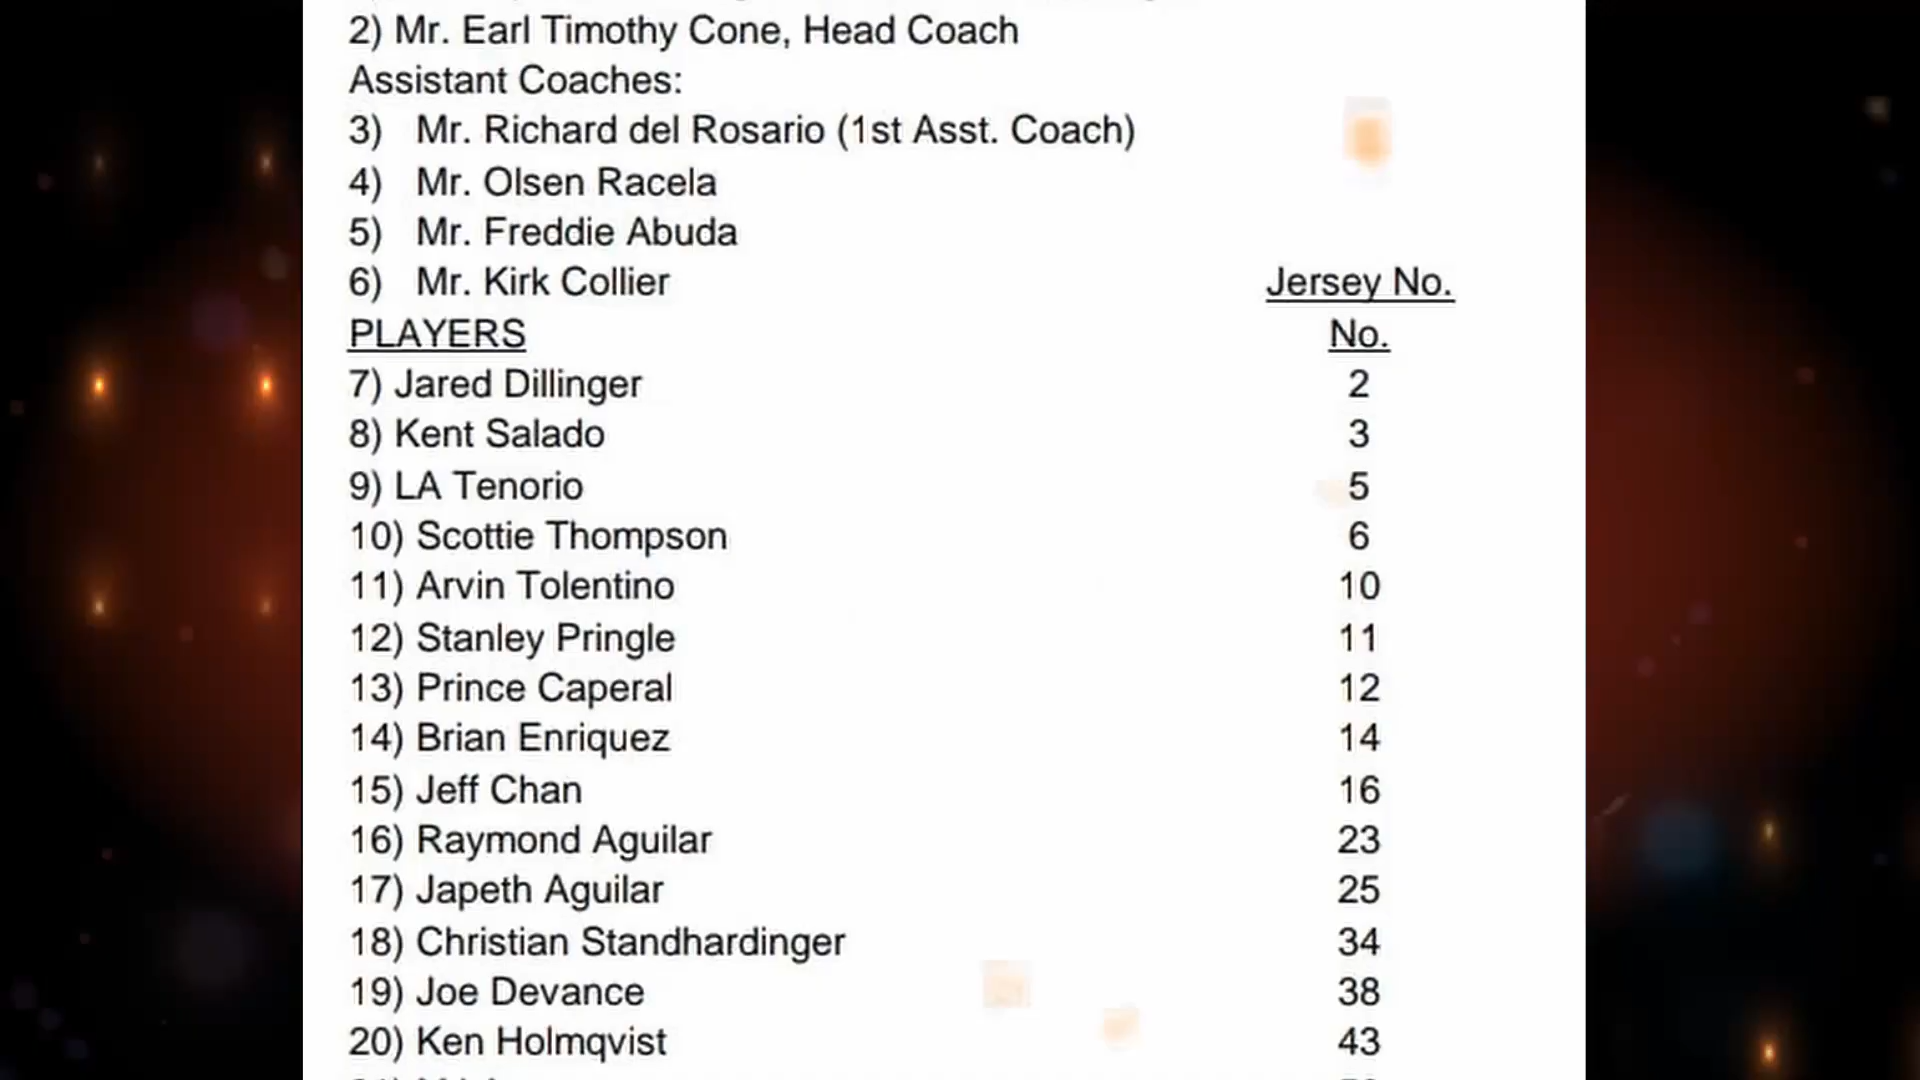 2) Mr. Earl Timothy Cone, Head Coach
Assistant Coaches:
3) Mr. Richard del Rosario (1st Asst. Coach)
4) Mr. Olsen Racela
5) Mr. Freddie Abuda
6) Mr. Kirk Collier Jersey No.
PLAYERS No.
7) Jared Dillinger 2
8) Kent Salado 3
9) LA Tenorio 5
10) Scottie Thompson 6
11) Arvin Tolentino 10
12) Stanley Pringle 11
13) Prince Caperal 12
14) Brian Enriquez 14
15) Jeff Chan 16
16) Raymond Aguilar 23
17) Japeth Aguilar 25
18) Christian Standhardinger 34
19) Joe Devance 38
20) Ken Holmqvist 43